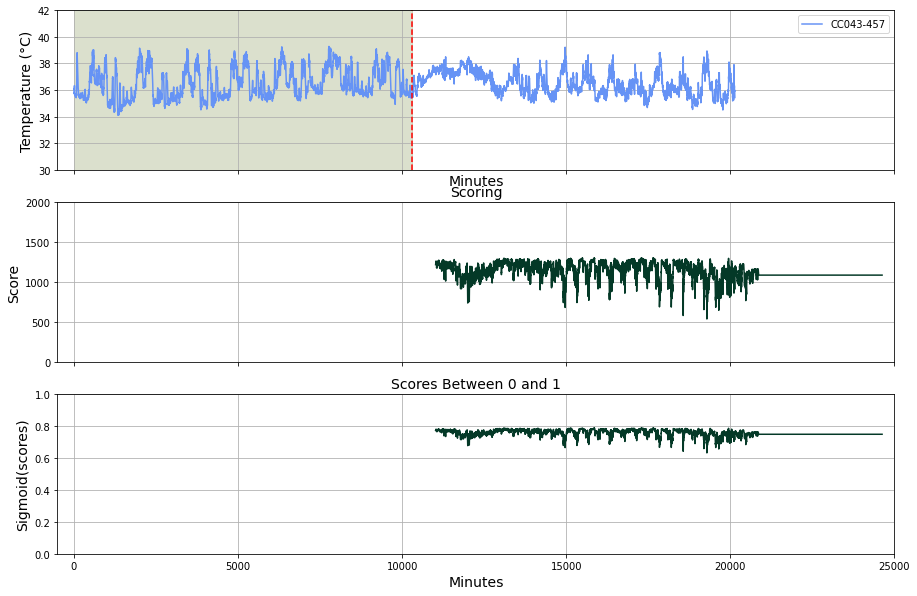 42
40
38
36
34
32
30
Temperature (°C)
CC043-457
Minutes
Scoring
2000
1500
1000
500
0
Score
Scores Between 0 and 1
1.0
0.8
0.6
0.4
0.2
0.0
Sigmoid(scores)
0 5000 10000 15000 20000 25000
Minutes